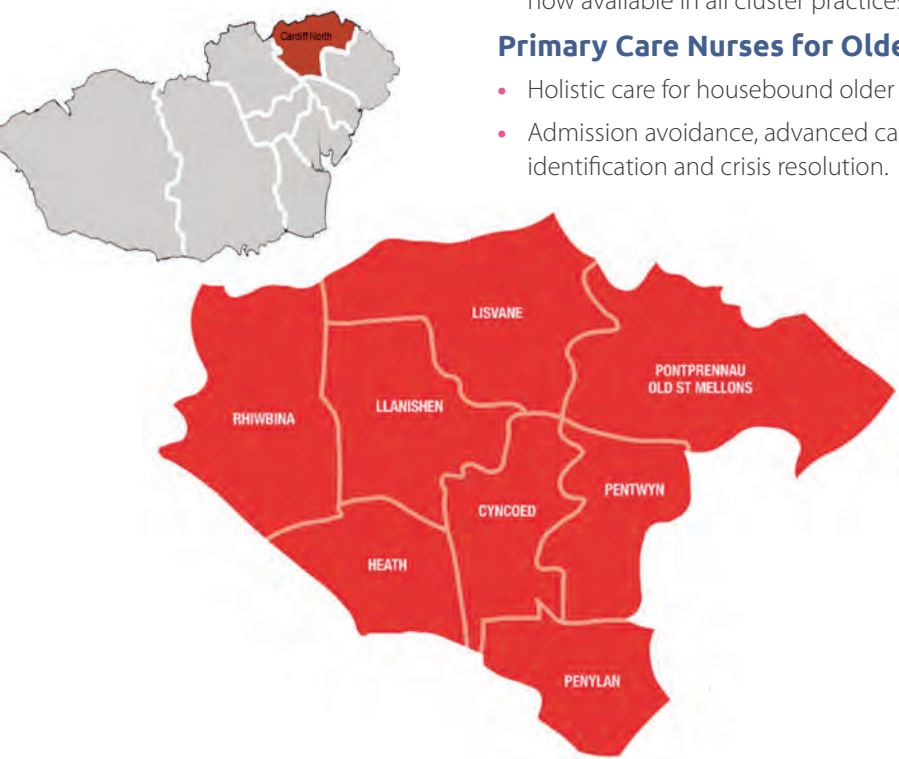 now available in all cluster practices
Cardiff North
Primary Care Nurses for Olde
• Holistic care for housebound older
• Admission avoidance, advanced ca
identification and crisis resolution.
LISVANE
PONTPRENNAU
OLD ST MELLONS
RHIWBINA
LLANISHEN
PENTWYN
CYNCOED
HEATH
PENYLAN